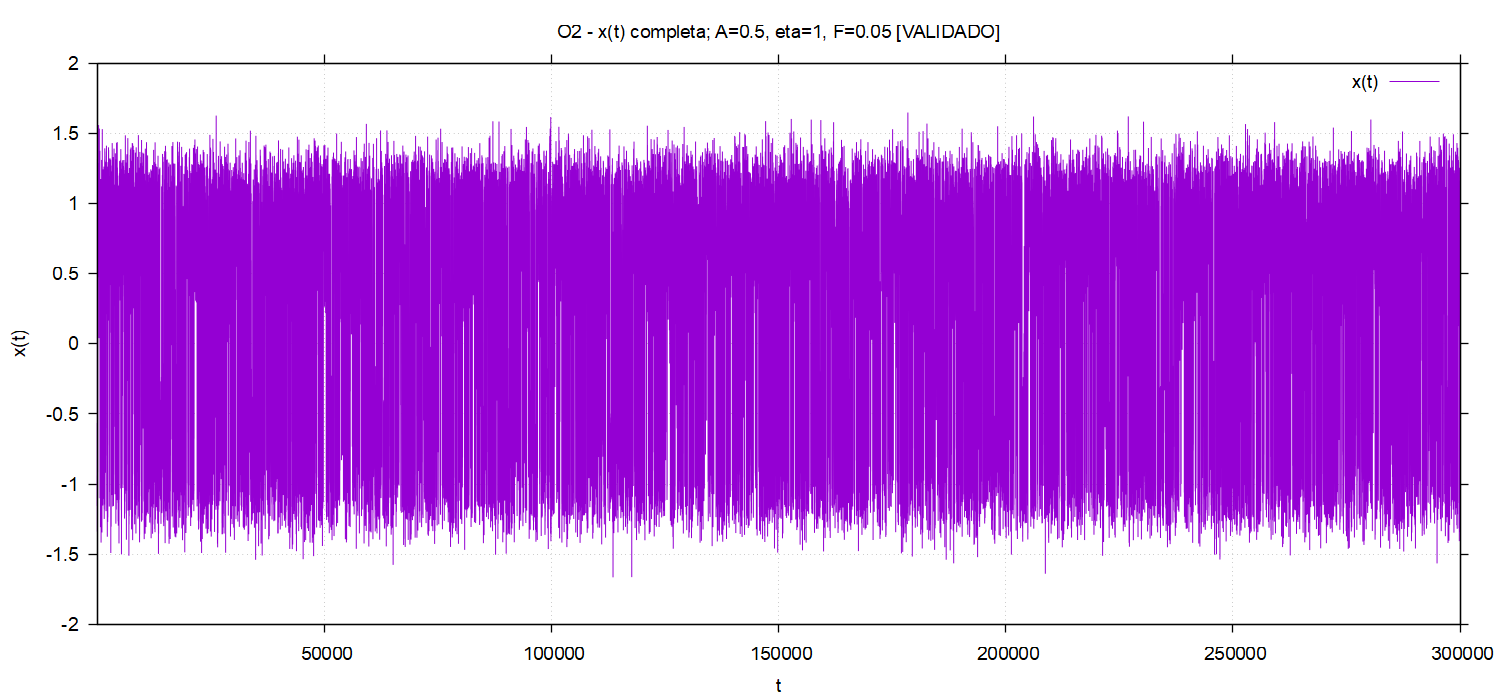 O2 - x(t) completa; A=0.5, eta=1, F=0.05 [VALIDADO]
x(t)
2
1.5
1
0.5
0
-0.5
-1
-1.5
-2
x(t)
50000 100000 150000 200000 250000 300000
t